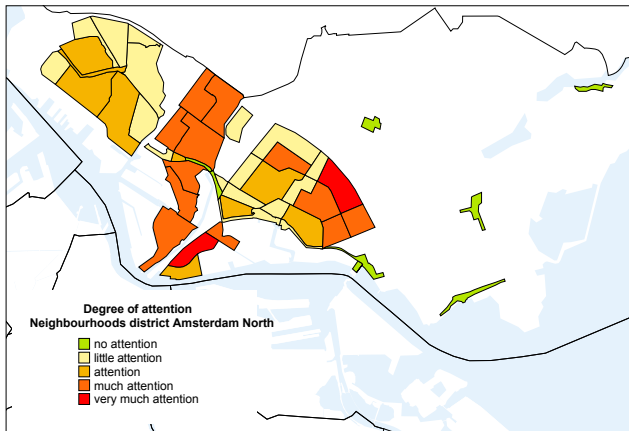 Degree of attention
Neighbourhoods district Amsterdam North
no attention
little attention
attention
much attention
very much attention